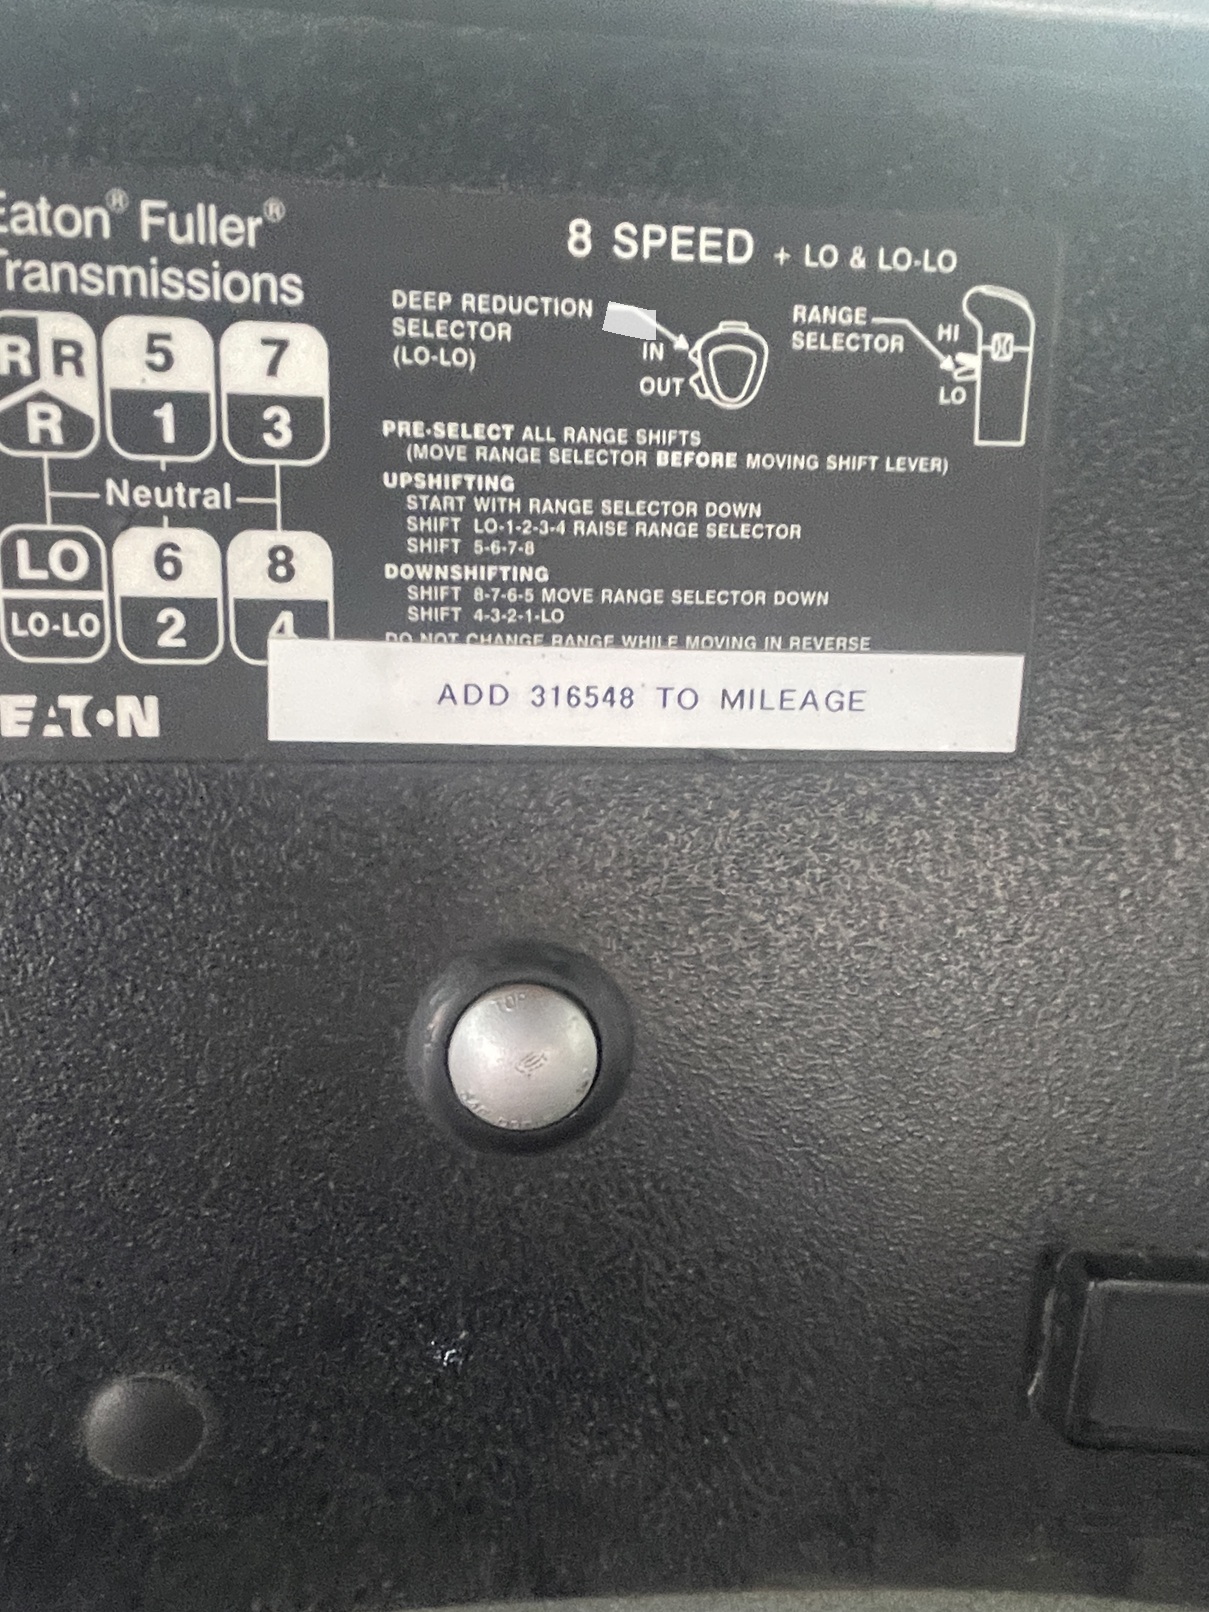 Eaton® Fuller®
Transmissions
8 SPEED + LO & LO-LO
DEEP REDUCTION
SELECTOR
(LO-LO)
IN
OUT
RANGE
SELECTOR
HI
LO
R R 5 7
R 1 3
Neutral
LO 6 8
LO-LO 2 4
PRE-SELECT ALL RANGE SHIFTS
(MOVE RANGE SELECTOR BEFORE MOVING SHIFT LEVER)
UPSHIFTING
START WITH RANGE SELECTOR DOWN
SHIFT LO-1-2-3-4 RAISE RANGE SELECTOR
SHIFT 5-6-7-8
DOWNSHIFTING
SHIFT 8-7-6-5 MOVE RANGE SELECTOR DOWN
SHIFT 4-3-2-1-LO
DO NOT CHANGE RANGE WHILE MOVING IN REVERSE
EATON
ADD 316548 TO MILEAGE
TOP